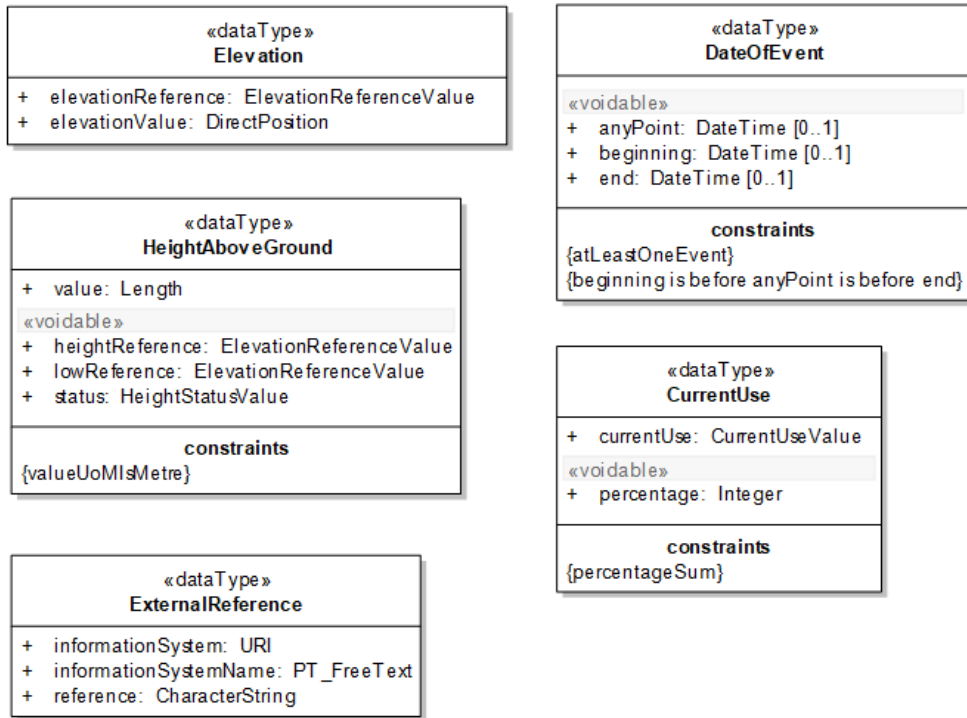 «dataType»
Elevation
+ elevationReference: ElevationReferenceValue
+ elevationValue: DirectPosition
«dataType»
HeightAboveGround
+ value: Length
«voidable»
+ heightReference: ElevationReferenceValue
+ lowReference: ElevationReferenceValue
+ status: HeightStatusValue
constraints
{valueUoMIsMetre}
«dataType»
ExternalReference
+ informationSystem: URI
+ informationSystemName: PT_FreeText
+ reference: CharacterString
«dataType»
DateOfEvent
«voidable»
+ anyPoint: DateTime [0..1]
+ beginning: DateTime [0..1]
+ end: DateTime [0..1]
constraints
{atLeastOneEvent}
{beginning is before anyPoint is before end}
«dataType»
CurrentUse
+ currentUse: CurrentUseValue
«voidable»
+ percentage: Integer
constraints
{percentageSum}